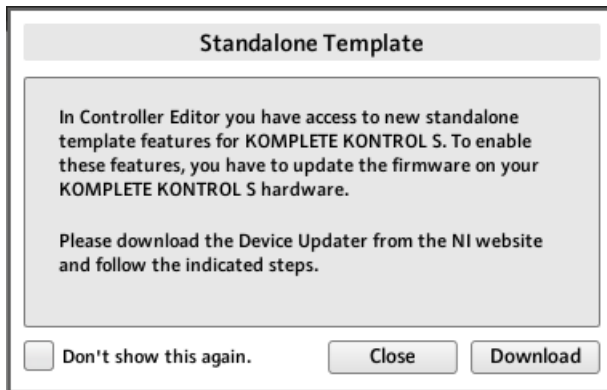 Standalone Template
In Controller Editor you have access to new standalone
template features for KOMPLETE KONTROL S. To enable
these features, you have to update the firmware on your
KOMPLETE KONTROL S hardware.
Please download the Device Updater from the NI website
and follow the indicated steps.
Don't show this again.
Close
Download